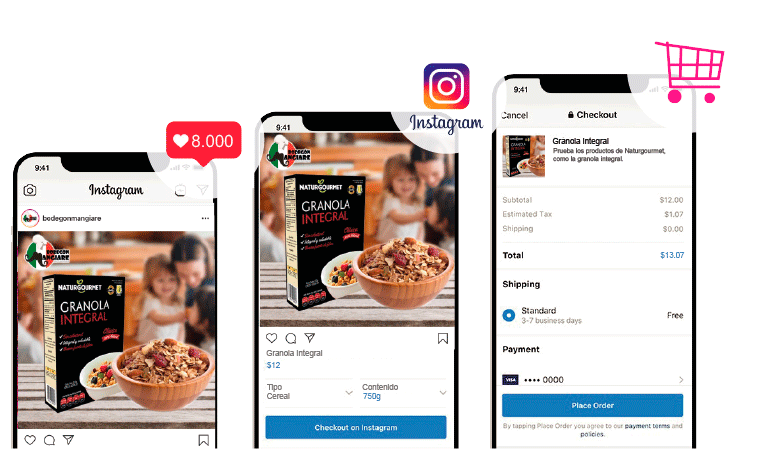 8.000
9:41
Instagram
bodegonmangiare
BODEGON
MANGIARE
NATURGOURMET
GRANOLA
INTEGRAL
Instagram
9:41
BODEGON
MANGIARE
NATURGOURMET
GRANOLA
INTEGRAL
Granola Integral
$12
Tipo
Cereal
Contenido
750g
Checkout on Instagram
9:41
Cancel
Checkout
Granola Integral
Prueba los productos de Naturgourmet,
como la granola integral.
Subtotal $12.00
Estimated Tax $1.07
Shipping $0.00
Total $13.07
Shipping
Standard
3-7 business days
Free
Payment
VISA •••• 0000
Place Order
By tapping Place Order you agree to our payment terms and
policies.